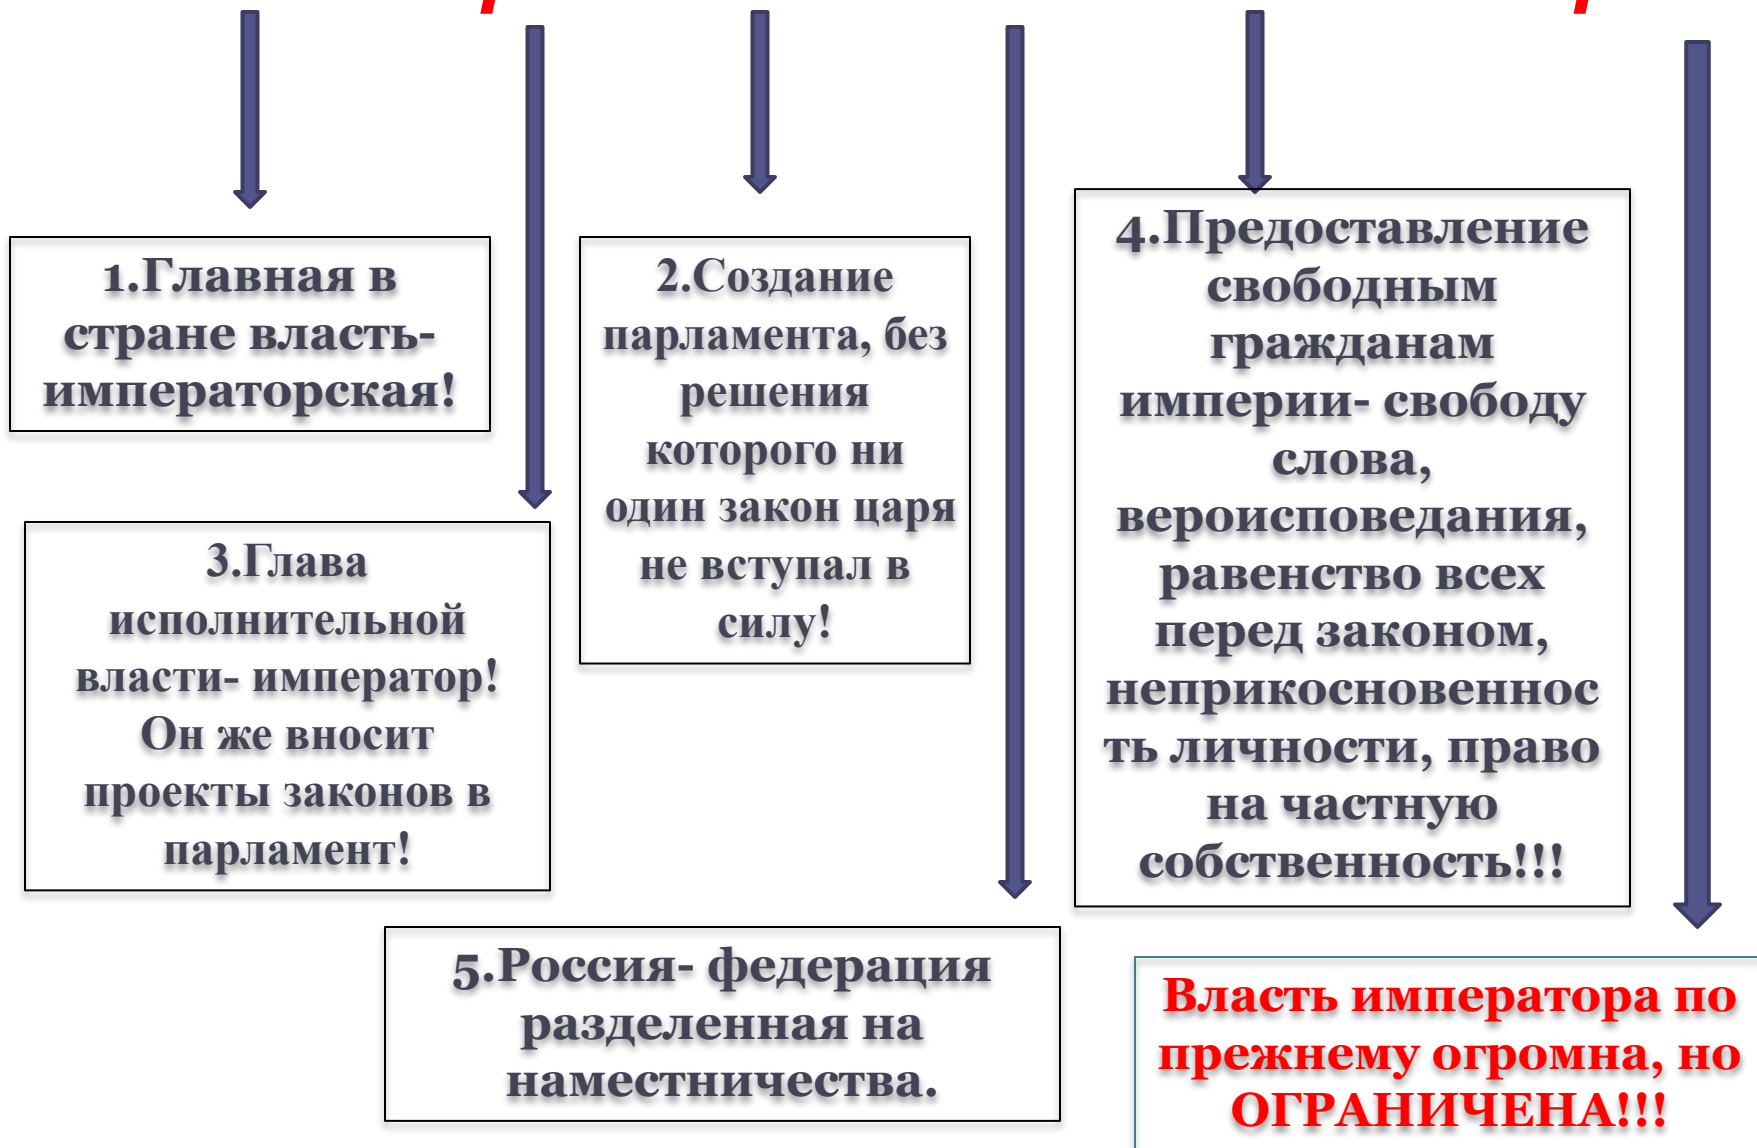 1.Главная в
стране власть-
императорская!
2.Создание
парламента, без
решения
которого ни
один закон царя
не вступал в
силу!
3.Глава
исполнительной
власти- император!
Он же вносит
проекты законов в
парламент!
4.Предоставление
свободным
гражданам
империи- свободу
слова,
вероисповедания,
равенство всех
перед законом,
неприкосновеннос
ть личности, право
на частную
собственность!!!
5.Россия- федерация
разделенная на
наместничества.
Власть императора по
прежнему огромна, но
ОГРАНИЧЕНА!!!